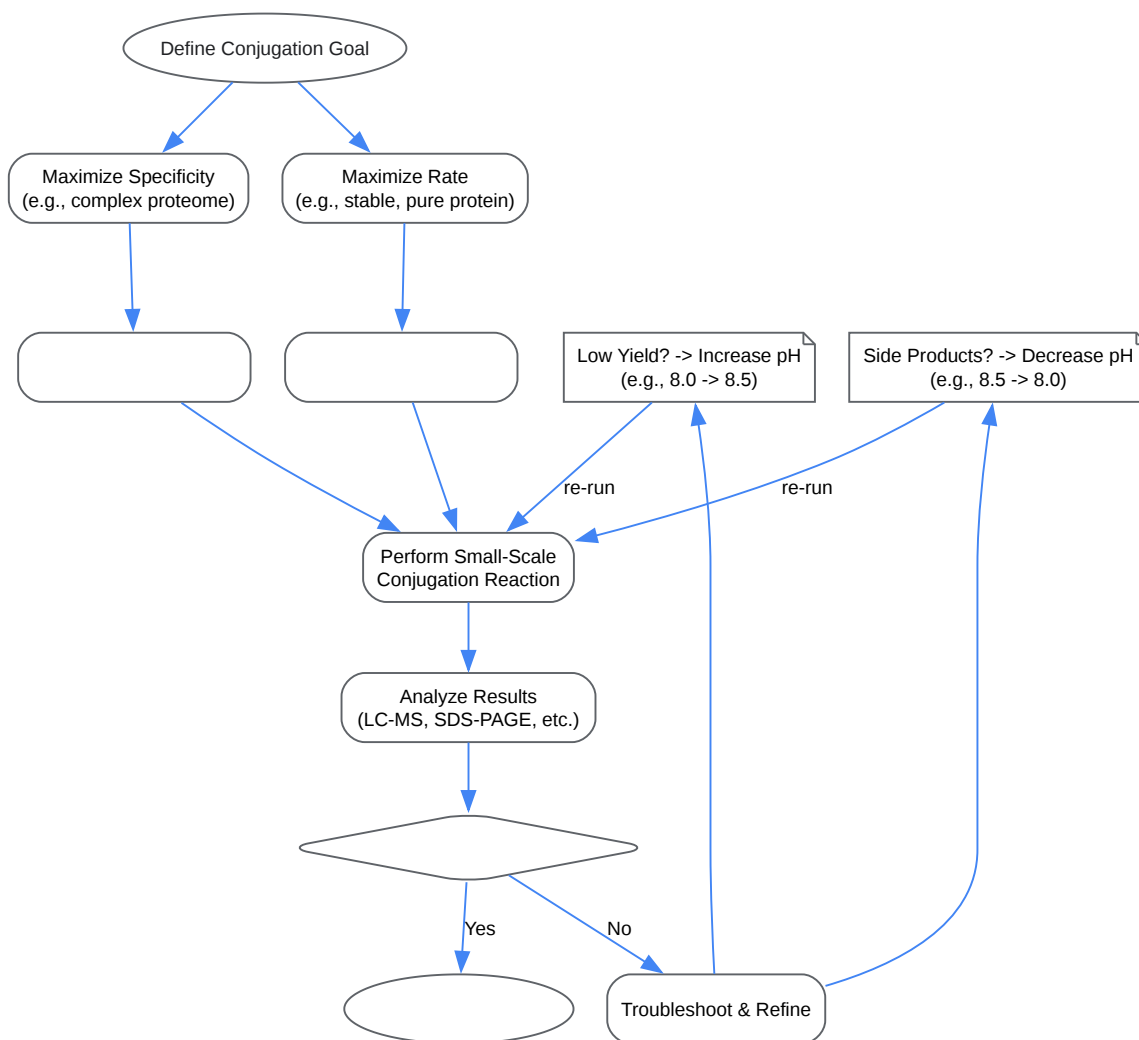 Define Conjugation Goal
Maximize Specificity
(e.g., complex proteome)
Maximize Rate
(e.g., stable, pure protein)
Low Yield? -> Increase pH
(e.g., 8.0 -> 8.5)
Side Products? -> Decrease pH
(e.g., 8.5 -> 8.0)
re-run
re-run
Perform Small-Scale
Conjugation Reaction
Analyze Results
(LC-MS, SDS-PAGE, etc.)
Yes
No
Troubleshoot & Refine